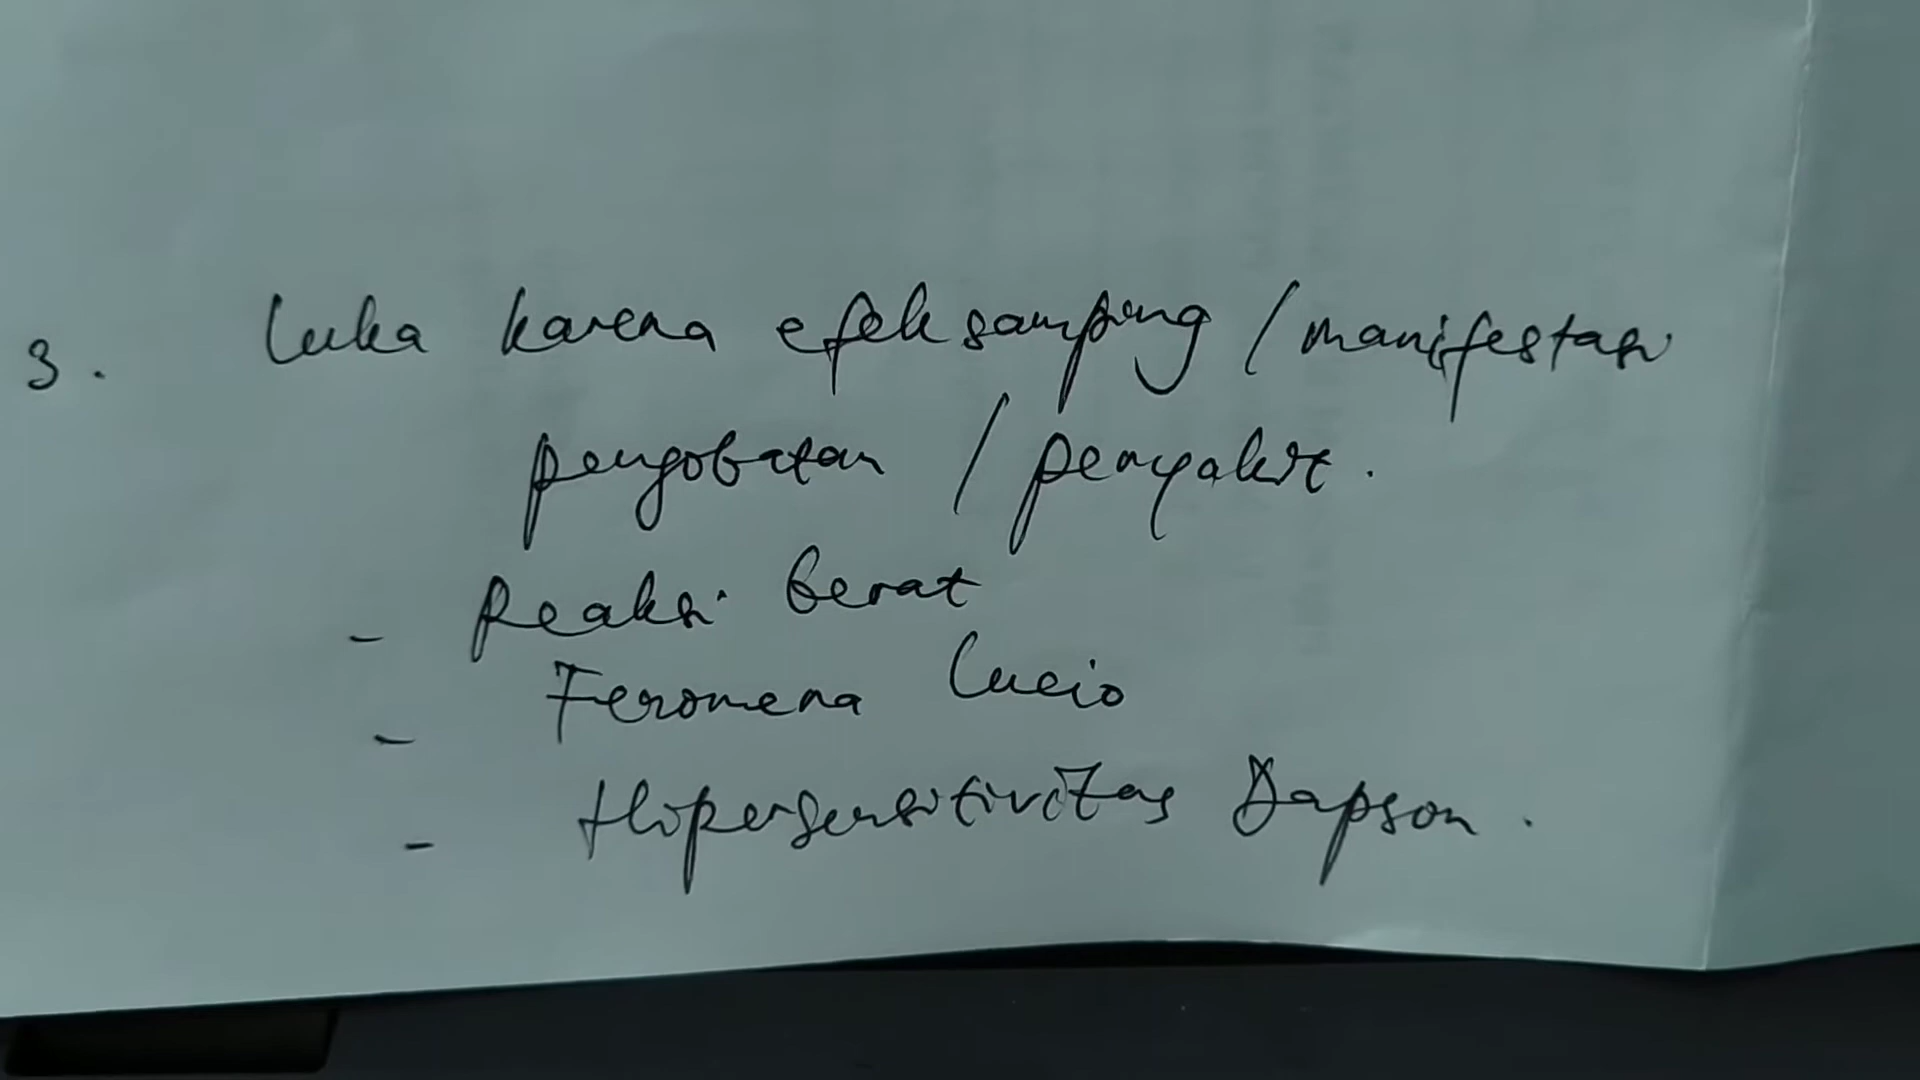 3. Luka karena efek samping / manifestasi
pengobatan / penyakit.
- Reaksi berat
- Fenomena Lucio
- Hipersensitivitas Dapson.